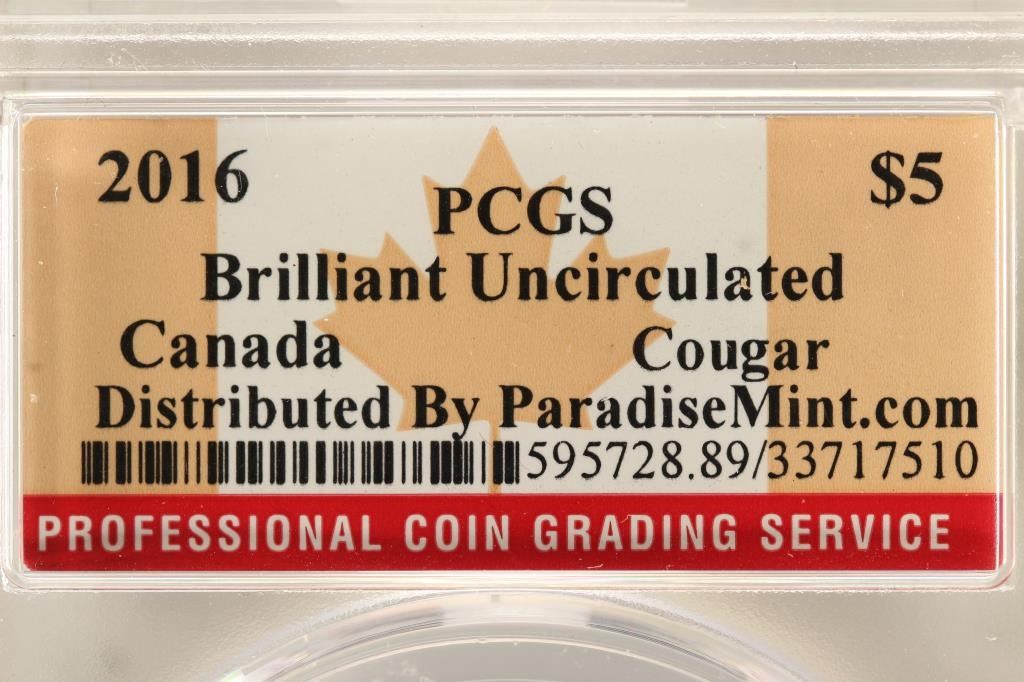 2016 PCGS $5
Brilliant Uncirculated
Canada Cougar
Distributed By ParadiseMint.com
595728.89/33717510
PROFESSIONAL COIN GRADING SERVICE